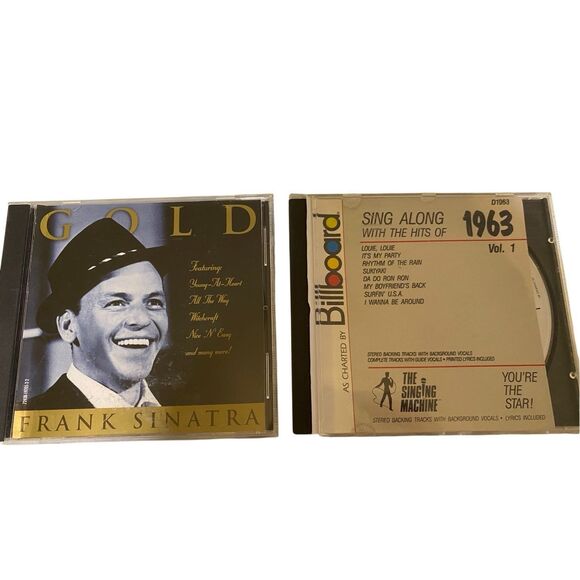 GOLD
Featuring:
Young-At-Heart
All The Way
Witchcraft
Nice 'N' Easy
and many more!
FRANK SINATRA
D1963
Billboard
AS CHARTED BY
SING ALONG
WITH THE HITS OF
1963
Vol. 1
LOUIE, LOUIE
IT'S MY PARTY
RHYTHM OF THE RAIN
SUKIYAKI
DA DO RON RON
MY BOYFRIEND'S BACK
SURFIN' U.S.A.
I WANNA BE AROUND
STEREO BACKING TRACKS WITH BACKGROUND VOCALS
COMPLETE TRACKS WITH GUIDE VOCALS • PRINTED LYRICS INCLUDED
THE
SINGING
MACHINE
YOU'RE
THE
STAR!
STEREO BACKING TRACKS WITH BACKGROUND VOCALS • LYRICS INCLUDED